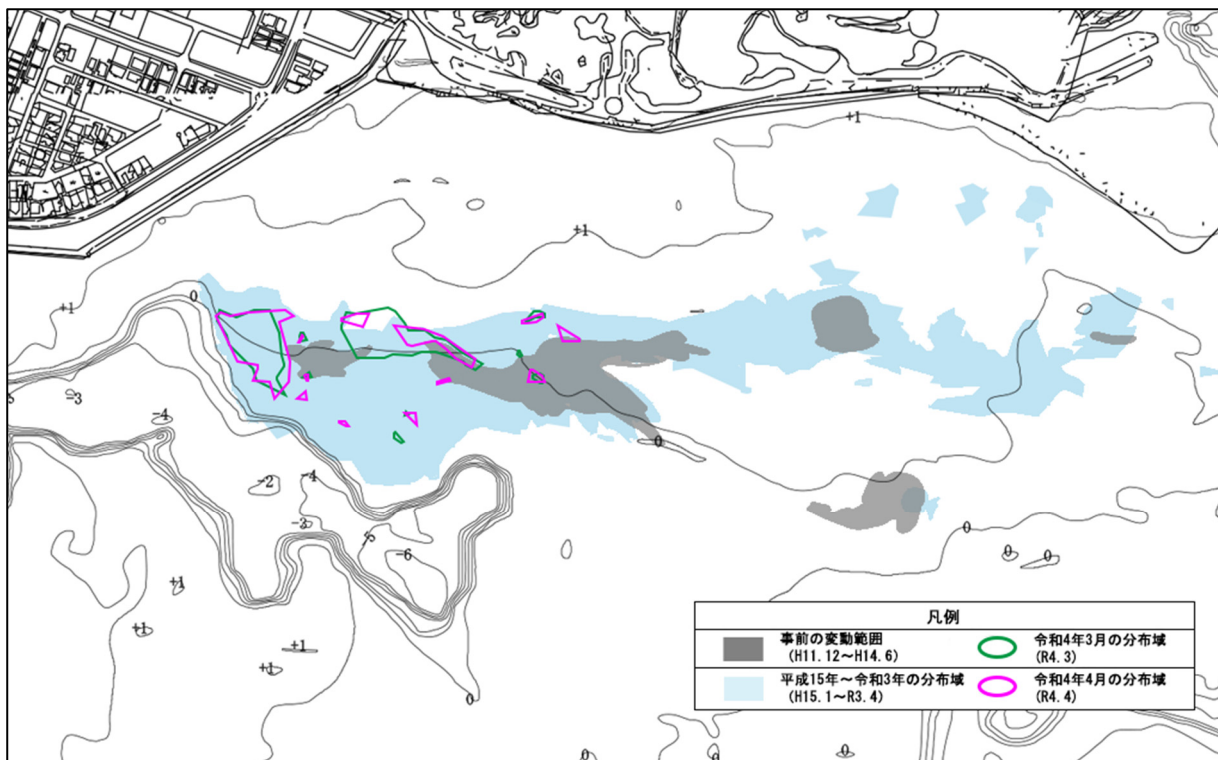 +1
+1
0
+1
-3
-4
0
-2
-4
-3
-5
-6
0
0
0
+1
+1
+1
+1
0
凡例
事前の変動範囲
(H11.12～H14.6)
令和4年3月の分布域
(R4.3)
平成15年～令和3年の分布域
(H15.1～R3.4)
令和4年4月の分布域
(R4.4)
0
0
0